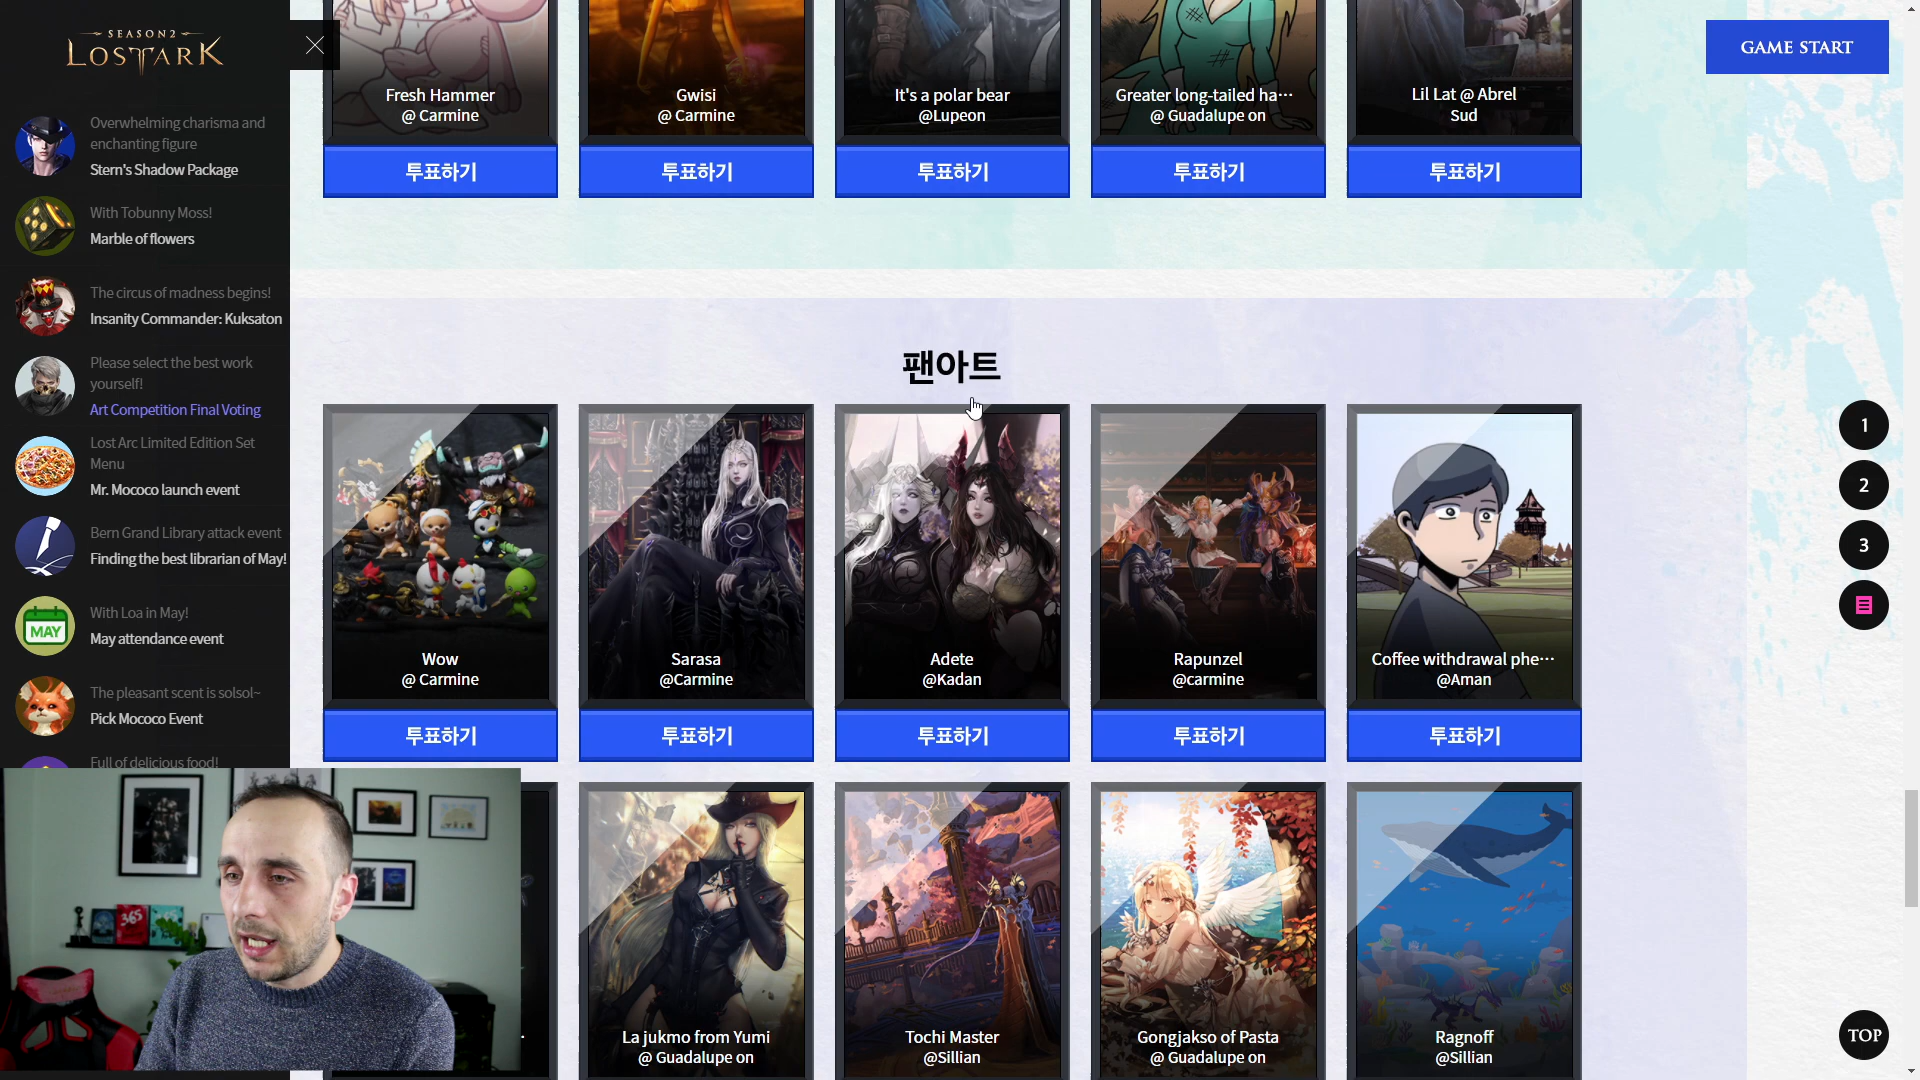 SEASON2
LOST ARK
Overwhelming charisma and
enchanting figure
Stern's Shadow Package
With Tobunny Moss!
Marble of flowers
The circus of madness begins!
Insanity Commander: Kuksaton
Please select the best work
yourself!
Art Competition Final Voting
Lost Arc Limited Edition Set
Menu
Mr. Mococo launch event
Bern Grand Library attack event
Finding the best librarian of May!
MAY
With Loa in May!
May attendance event
The pleasant scent is solsol~
Pick Mococo Event
Full of delicious food!
GAME START
Fresh Hammer
@ Carmine
Gwisi
@ Carmine
It's a polar bear
@Lupeon
Greater long-tailed ha···
@ Guadalupe on
Lil Lat @ Abrel
Sud
투표하기
투표하기
투표하기
투표하기
투표하기
팬아트
Wow
@ Carmine
Sarasa
@Carmine
Adete
@Kadan
Rapunzel
@carmine
Coffee withdrawal phe···
@Aman
투표하기
투표하기
투표하기
투표하기
투표하기
La jukmo from Yumi
@ Guadalupe on
Tochi Master
@Sillian
Gongjakso of Pasta
@ Guadalupe on
Ragnoff
@Sillian
1
2
3
TOP
365